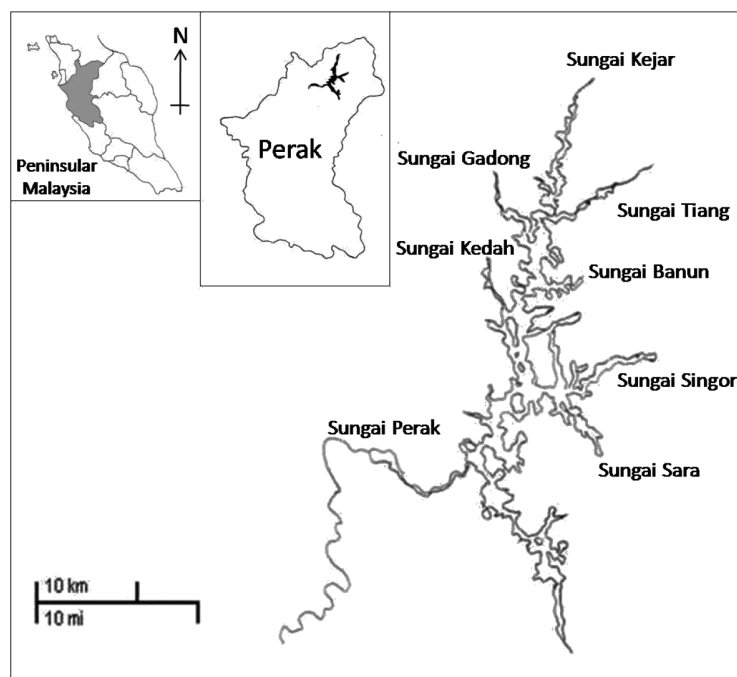 N
Peninsular
Malaysia
Perak
Sungai Kejar
Sungai Gadong
Sungai Tiang
Sungai Kedah
Sungai Banun
Sungai Singor
Sungai Perak
Sungai Sara
10 km
10 mi